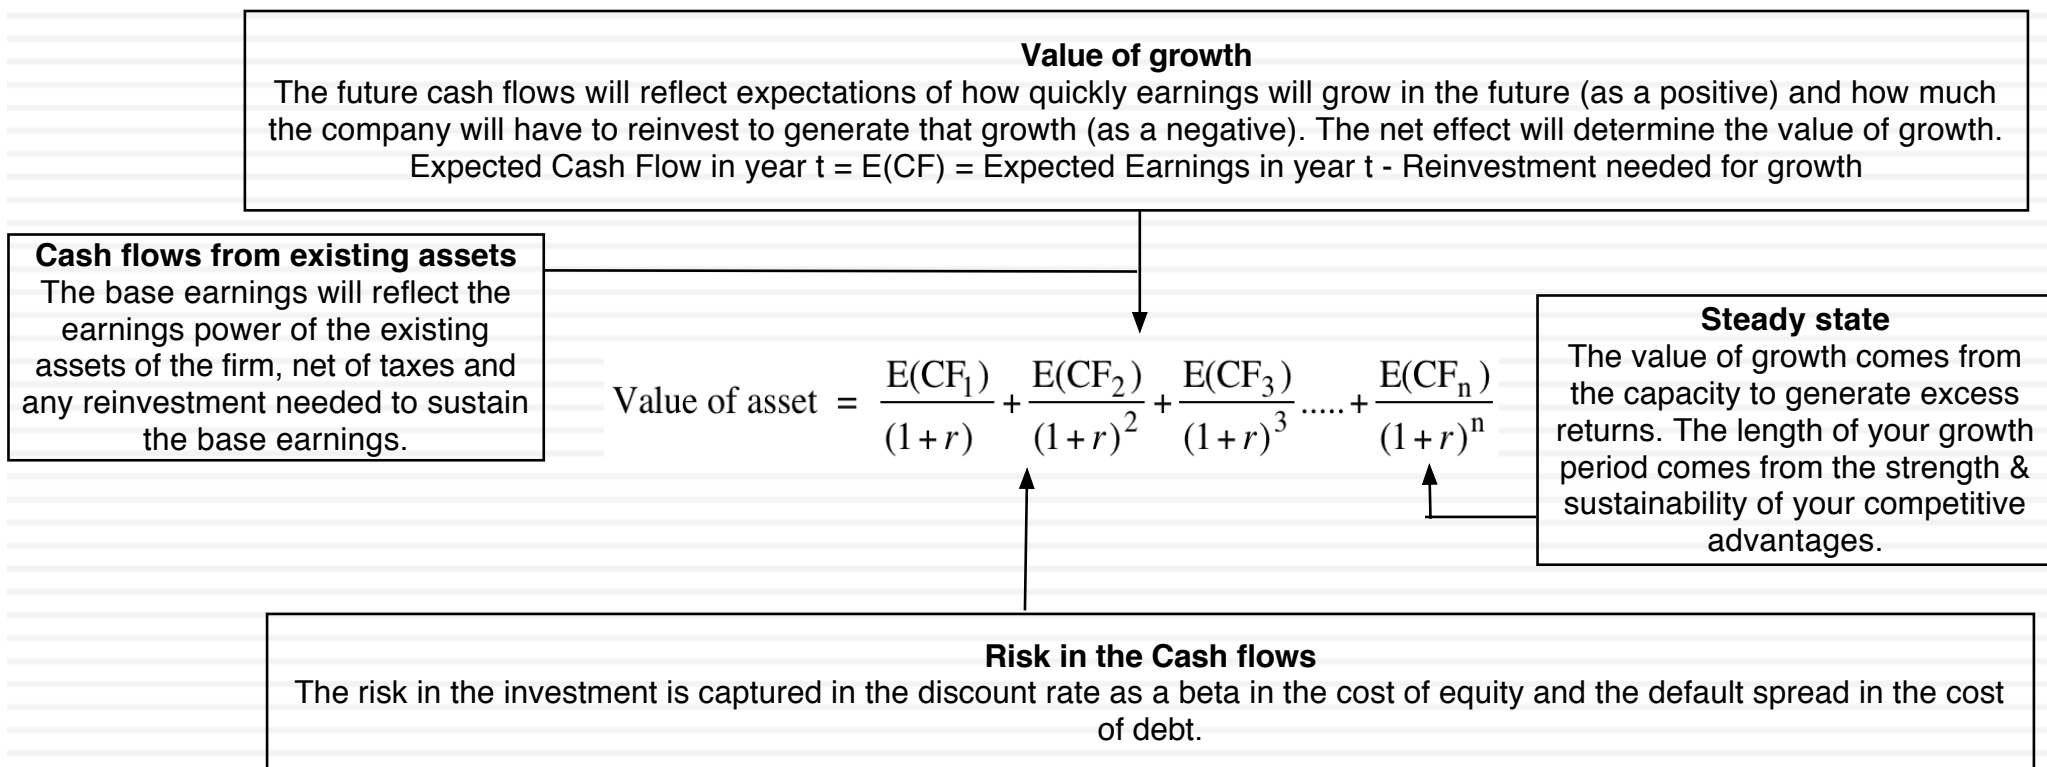 Value of growth
The future cash flows will reflect expectations of how quickly earnings will grow in the future (as a positive) and how much
the company will have to reinvest to generate that growth (as a negative). The net effect will determine the value of growth.
Expected Cash Flow in year t = E(CF) = Expected Earnings in year t - Reinvestment needed for growth
Cash flows from existing assets
The base earnings will reflect the
earnings power of the existing
assets of the firm, net of taxes and
any reinvestment needed to sustain
the base earnings.
Value of asset = E(CF₁)/(1+r) + E(CF₂)/(1+r)² + E(CF₃)/(1+r)³ ..... + E(CFₙ)/(1+r)ⁿ
Steady state
The value of growth comes from
the capacity to generate excess
returns. The length of your growth
period comes from the strength &
sustainability of your competitive
advantages.
Risk in the Cash flows
The risk in the investment is captured in the discount rate as a beta in the cost of equity and the default spread in the cost
of debt.